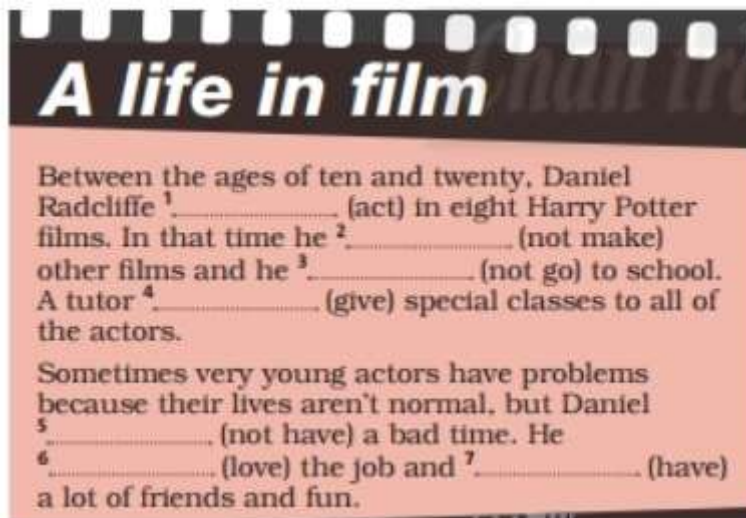 A life in film
Chân trời
Between the ages of ten and twenty, Daniel
Radcliffe 1 .................... (act) in eight Harry Potter
films. In that time he 2 .................... (not make)
other films and he 3 .................... (not go) to school.
A tutor 4 .................... (give) special classes to all of
the actors.
Sometimes very young actors have problems
because their lives aren't normal, but Daniel
5 .................... (not have) a bad time. He
6 .................... (love) the job and 7 .................... (have)
a lot of friends and fun.